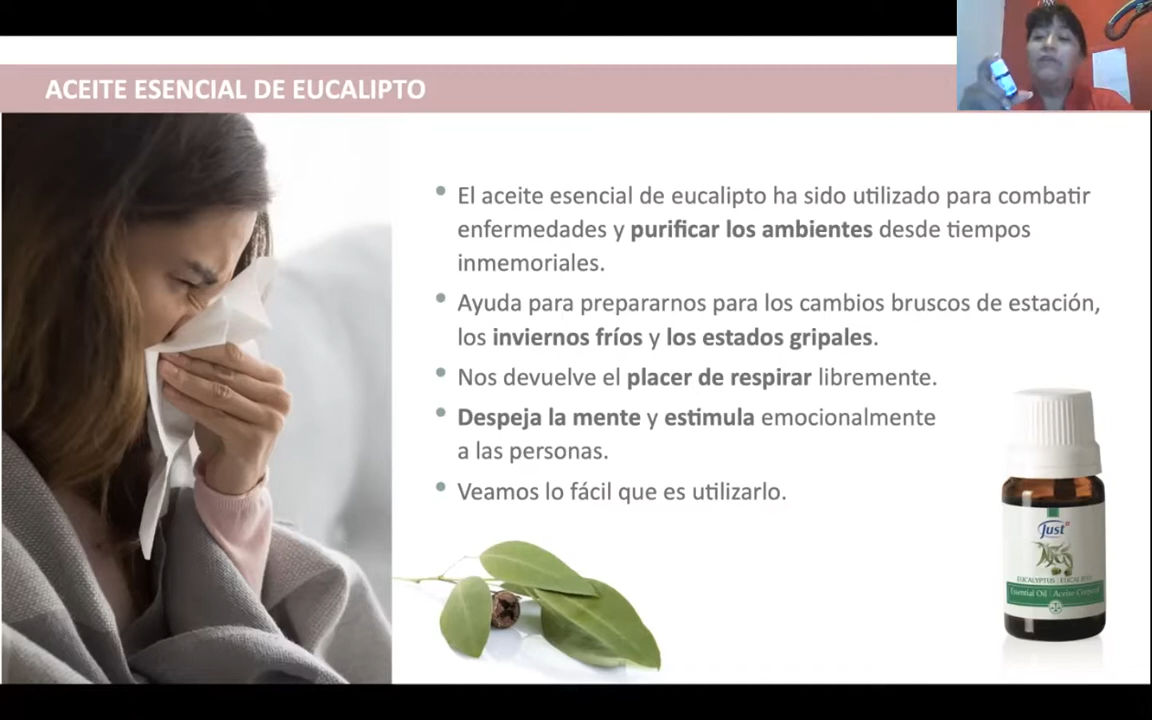 ACEITE ESENCIAL DE EUCALIPTO
El aceite esencial de eucalipto ha sido utilizado para combatir
enfermedades y purificar los ambientes desde tiempos
inmemoriales.
Ayuda para prepararnos para los cambios bruscos de estación,
los inviernos fríos y los estados gripales.
Nos devuelve el placer de respirar libremente.
Despeja la mente y estimula emocionalmente
a las personas.
Veamos lo fácil que es utilizarlo.
Just
EUCALYPTUS | EUCALIPTO
Essential Oil | Aceite Corporal